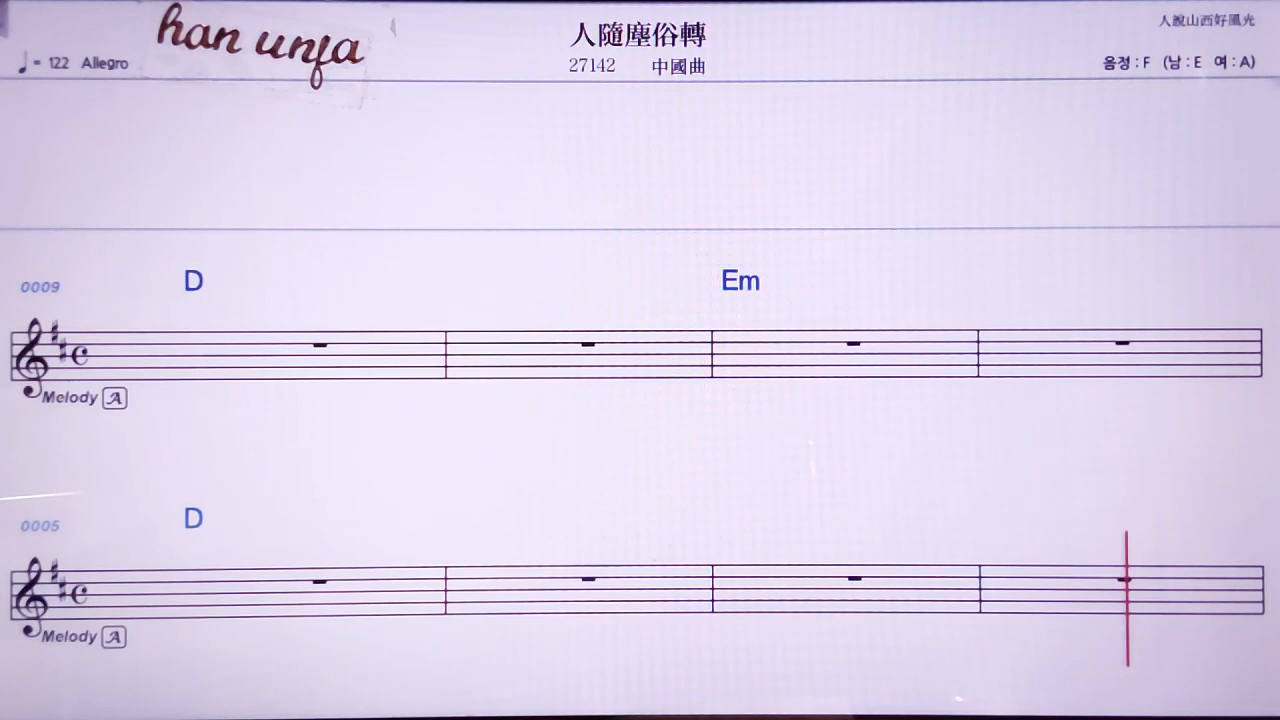 han unfa
人隨塵俗轉
人說山西好風光
♩= 122 Allegro
27142 中國曲
음정 : F (남 : E 여 : A)
0009 D Em
Melody A
0005 D
Melody A